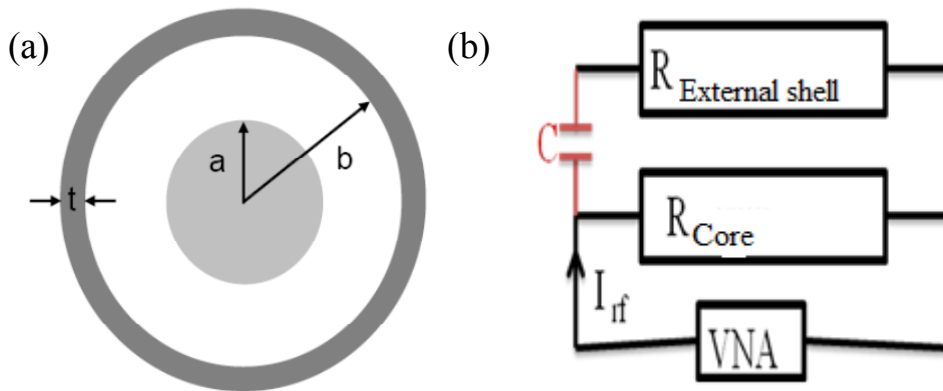 (a)
a
b
t
(b)
R External shell
C
R Core
I rf
VNA